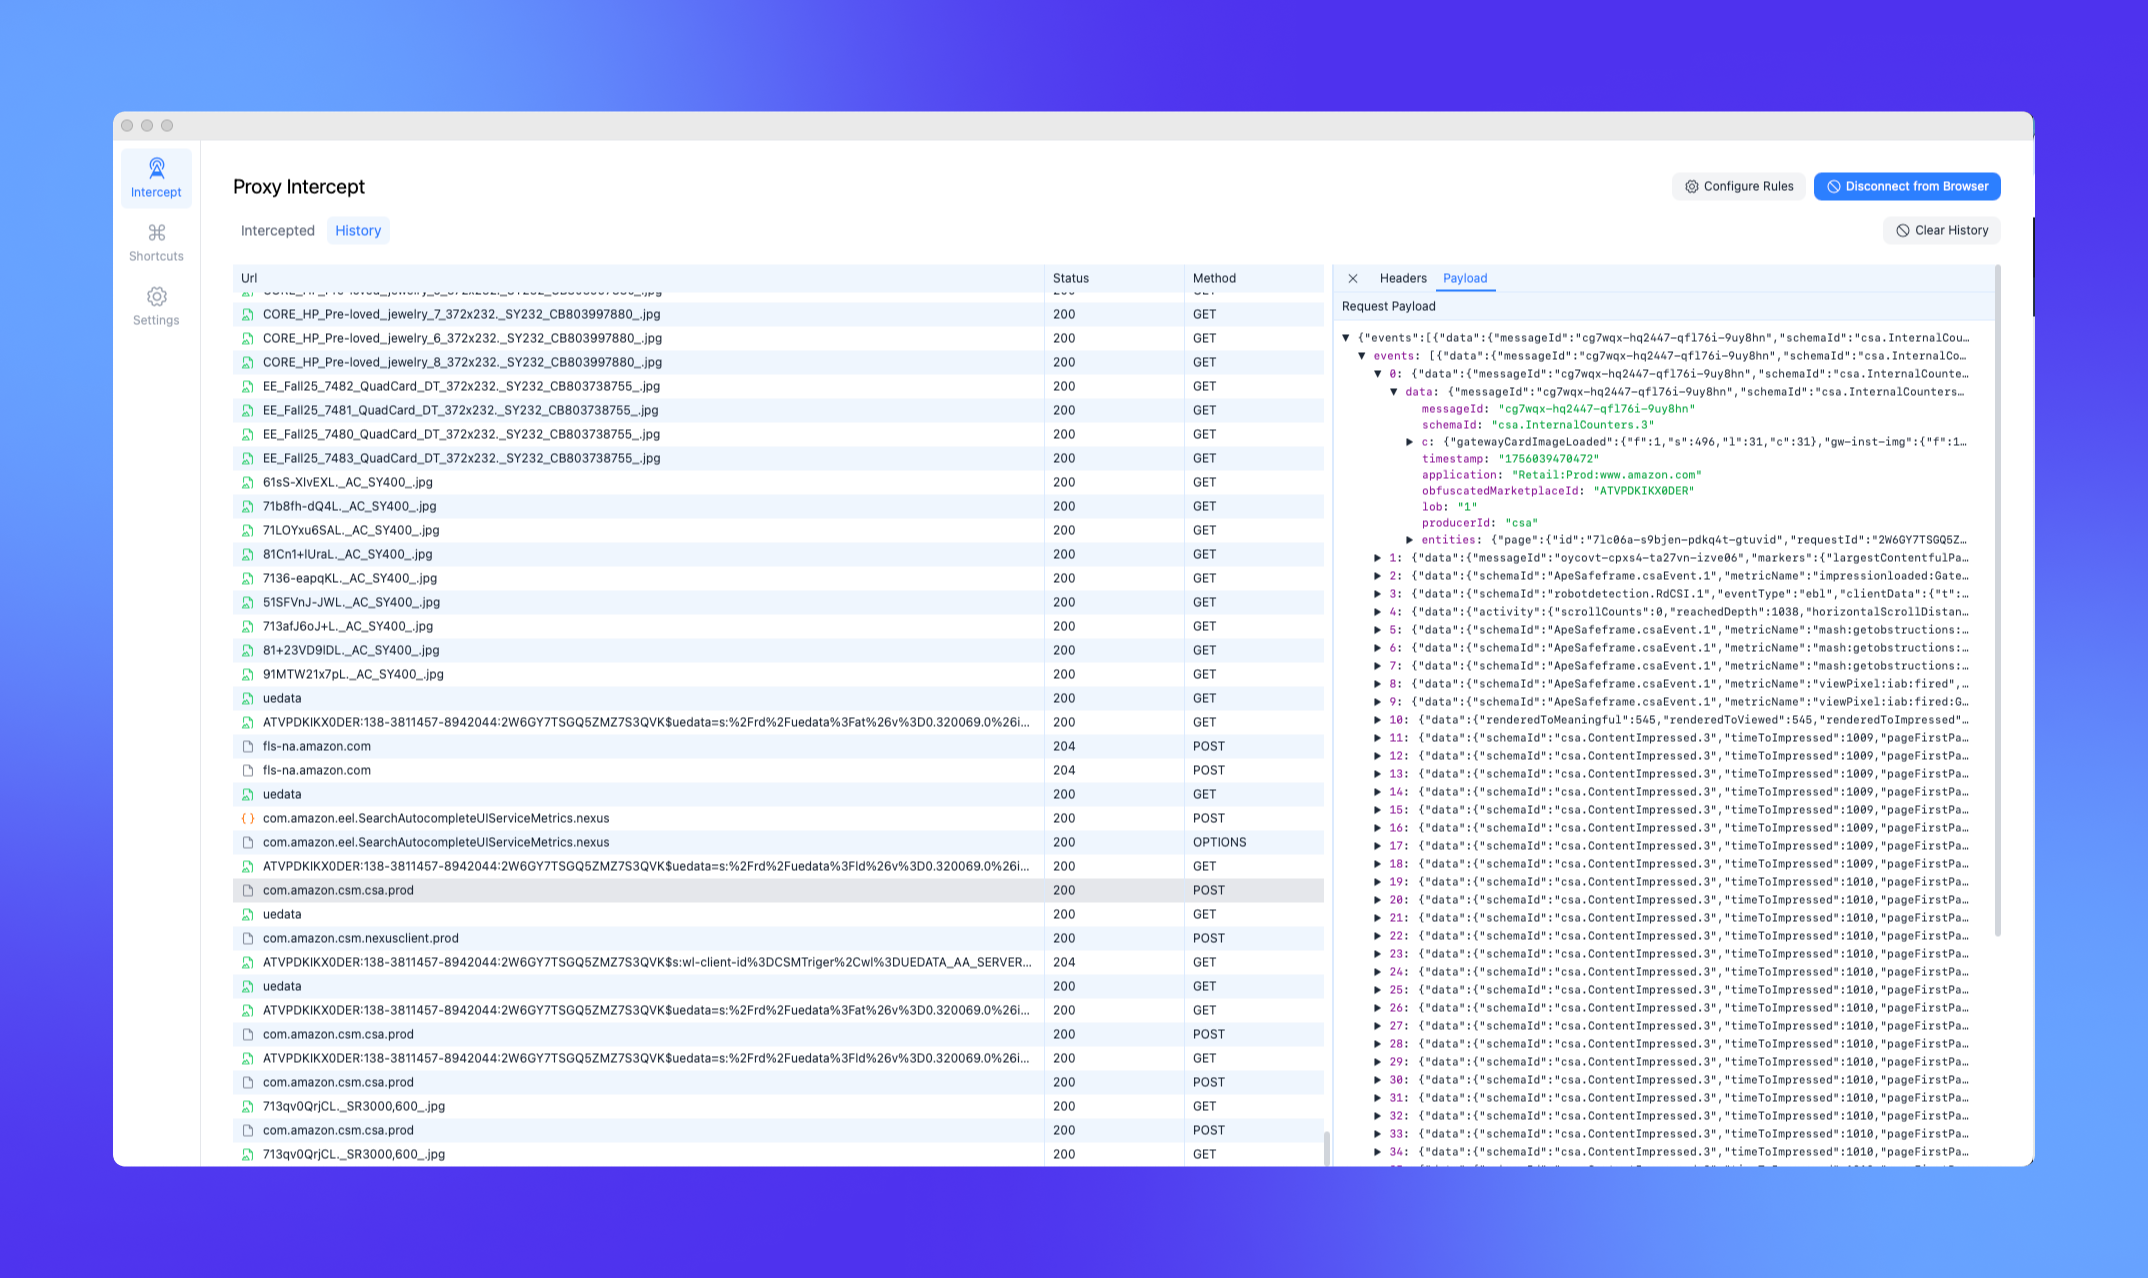 Intercept
Shortcuts
Settings
Proxy Intercept
Configure Rules
Disconnect from Browser
Intercepted
History
Clear History
Url Status Method
CORE_HP_Pre-loved_jewelry_7_372x232._SY232_CB803997880_.jpg 200 GET
CORE_HP_Pre-loved_jewelry_6_372x232._SY232_CB803997880_.jpg 200 GET
CORE_HP_Pre-loved_jewelry_8_372x232._SY232_CB803997880_.jpg 200 GET
EE_Fall25_7482_QuadCard_DT_372x232._SY232_CB803738755_.jpg 200 GET
EE_Fall25_7481_QuadCard_DT_372x232._SY232_CB803738755_.jpg 200 GET
EE_Fall25_7480_QuadCard_DT_372x232._SY232_CB803738755_.jpg 200 GET
EE_Fall25_7483_QuadCard_DT_372x232._SY232_CB803738755_.jpg 200 GET
61sS-XIvEXL._AC_SY400_.jpg 200 GET
71b8fh-dQ4L._AC_SY400_.jpg 200 GET
71LOYxu6SAL._AC_SY400_.jpg 200 GET
81Cn1+lUraL._AC_SY400_.jpg 200 GET
7136-eapqKL._AC_SY400_.jpg 200 GET
51SFVnJ-JWL._AC_SY400_.jpg 200 GET
713afJ6oJ+L._AC_SY400_.jpg 200 GET
81+23VD9lDL._AC_SY400_.jpg 200 GET
91MTW21x7pL._AC_SY400_.jpg 200 GET
uedata 200 GET
ATVPDKIKX0DER:138-3811457-8942044:2W6GY7TSGQ5ZMZ7S3QVK$uedata=s:%2Frd%2Fuedata%3Fat%26v%3D0.320069.0%26i... 200 GET
fls-na.amazon.com 204 POST
fls-na.amazon.com 204 POST
uedata 200 GET
com.amazon.eel.SearchAutocompleteUIServiceMetrics.nexus 200 POST
com.amazon.eel.SearchAutocompleteUIServiceMetrics.nexus 200 OPTIONS
ATVPDKIKX0DER:138-3811457-8942044:2W6GY7TSGQ5ZMZ7S3QVK$uedata=s:%2Frd%2Fuedata%3Fld%26v%3D0.320069.0%26i... 200 GET
com.amazon.csm.csa.prod 200 POST
uedata 200 GET
com.amazon.csm.nexusclient.prod 200 POST
ATVPDKIKX0DER:138-3811457-8942044:2W6GY7TSGQ5ZMZ7S3QVK$s:wl-client-id%3DCSMTriger%2Cwl%3DUEDATA_AA_SERVER... 204 GET
uedata 200 GET
ATVPDKIKX0DER:138-3811457-8942044:2W6GY7TSGQ5ZMZ7S3QVK$uedata=s:%2Frd%2Fuedata%3Fat%26v%3D0.320069.0%26i... 200 GET
com.amazon.csm.csa.prod 200 POST
ATVPDKIKX0DER:138-3811457-8942044:2W6GY7TSGQ5ZMZ7S3QVK$uedata=s:%2Frd%2Fuedata%3Fld%26v%3D0.320069.0%26i... 200 GET
com.amazon.csm.csa.prod 200 POST
713qv0QrjCL._SR3000,600_.jpg 200 GET
com.amazon.csm.csa.prod 200 POST
713qv0QrjCL._SR3000,600_.jpg 200 GET
Headers Payload
Request Payload
{"events":[{"data":{"messageId":"cg7wqx-hq2447-qfl76i-9uy8hn","schemaId":"csa.InternalCou…
events: [{"data":{"messageId":"cg7wqx-hq2447-qfl76i-9uy8hn","schemaId":"csa.InternalCo…
0: {"data":{"messageId":"cg7wqx-hq2447-qfl76i-9uy8hn","schemaId":"csa.InternalCounte…
data: {"messageId":"cg7wqx-hq2447-qfl76i-9uy8hn","schemaId":"csa.InternalCounters…
messageId: "cg7wqx-hq2447-qfl76i-9uy8hn"
schemaId: "csa.InternalCounters.3"
c: {"gatewayCardImageLoaded":{"f":1,"s":496,"l":31,"c":31},"gw-inst-img":{"f":1…
timestamp: "1756039470472"
application: "Retail:Prod:www.amazon.com"
obfuscatedMarketplaceId: "ATVPDKIKX0DER"
lob: "1"
producerId: "csa"
entities: {"page":{"id":"7lc06a-s9bjen-pdkq4t-gtuvid","requestId":"2W6GY7TSGQ5Z…
1: {"data":{"messageId":"oycovt-cpxs4-ta27vn-izve06","markers":{"largestContentfulPa…
2: {"data":{"schemaId":"ApeSafeframe.csaEvent.1","metricName":"impressionloaded:Gate…
3: {"data":{"schemaId":"robotdetection.RdCSI.1","eventType":"ebl","clientData":{"t":…
4: {"data":{"activity":{"scrollCounts":0,"reachedDepth":1038,"horizontalScrollDistan…
5: {"data":{"schemaId":"ApeSafeframe.csaEvent.1","metricName":"mash:getobstructions:…
6: {"data":{"schemaId":"ApeSafeframe.csaEvent.1","metricName":"mash:getobstructions:…
7: {"data":{"schemaId":"ApeSafeframe.csaEvent.1","metricName":"mash:getobstructions:…
8: {"data":{"schemaId":"ApeSafeframe.csaEvent.1","metricName":"viewPixel:iab:fired",…
9: {"data":{"schemaId":"ApeSafeframe.csaEvent.1","metricName":"viewPixel:iab:fired:G…
10: {"data":{"renderedToMeaningful":545,"renderedToViewed":545,"renderedToImpressed"…
11: {"data":{"schemaId":"csa.ContentImpressed.3","timeToImpressed":1009,"pageFirstPa…
12: {"data":{"schemaId":"csa.ContentImpressed.3","timeToImpressed":1009,"pageFirstPa…
13: {"data":{"schemaId":"csa.ContentImpressed.3","timeToImpressed":1009,"pageFirstPa…
14: {"data":{"schemaId":"csa.ContentImpressed.3","timeToImpressed":1009,"pageFirstPa…
15: {"data":{"schemaId":"csa.ContentImpressed.3","timeToImpressed":1009,"pageFirstPa…
16: {"data":{"schemaId":"csa.ContentImpressed.3","timeToImpressed":1009,"pageFirstPa…
17: {"data":{"schemaId":"csa.ContentImpressed.3","timeToImpressed":1009,"pageFirstPa…
18: {"data":{"schemaId":"csa.ContentImpressed.3","timeToImpressed":1009,"pageFirstPa…
19: {"data":{"schemaId":"csa.ContentImpressed.3","timeToImpressed":1010,"pageFirstPa…
20: {"data":{"schemaId":"csa.ContentImpressed.3","timeToImpressed":1010,"pageFirstPa…
21: {"data":{"schemaId":"csa.ContentImpressed.3","timeToImpressed":1010,"pageFirstPa…
22: {"data":{"schemaId":"csa.ContentImpressed.3","timeToImpressed":1010,"pageFirstPa…
23: {"data":{"schemaId":"csa.ContentImpressed.3","timeToImpressed":1010,"pageFirstPa…
24: {"data":{"schemaId":"csa.ContentImpressed.3","timeToImpressed":1010,"pageFirstPa…
25: {"data":{"schemaId":"csa.ContentImpressed.3","timeToImpressed":1010,"pageFirstPa…
26: {"data":{"schemaId":"csa.ContentImpressed.3","timeToImpressed":1010,"pageFirstPa…
27: {"data":{"schemaId":"csa.ContentImpressed.3","timeToImpressed":1010,"pageFirstPa…
28: {"data":{"schemaId":"csa.ContentImpressed.3","timeToImpressed":1010,"pageFirstPa…
29: {"data":{"schemaId":"csa.ContentImpressed.3","timeToImpressed":1010,"pageFirstPa…
30: {"data":{"schemaId":"csa.ContentImpressed.3","timeToImpressed":1010,"pageFirstPa…
31: {"data":{"schemaId":"csa.ContentImpressed.3","timeToImpressed":1010,"pageFirstPa…
32: {"data":{"schemaId":"csa.ContentImpressed.3","timeToImpressed":1010,"pageFirstPa…
33: {"data":{"schemaId":"csa.ContentImpressed.3","timeToImpressed":1010,"pageFirstPa…
34: {"data":{"schemaId":"csa.ContentImpressed.3","timeToImpressed":1010,"pageFirstPa…